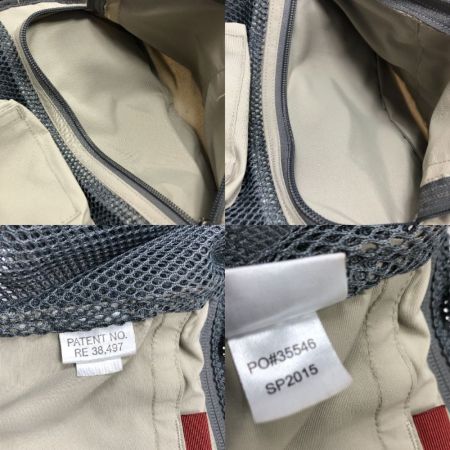 PATENT NO.
RE 38,497
PO#35546
SP2015